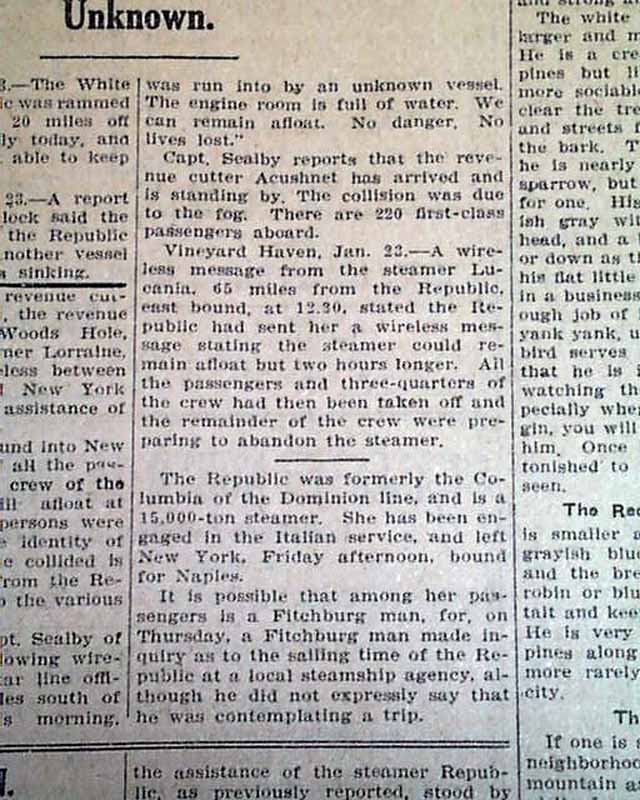 Unknown.
23.—The White
ic was rammed
20 miles off
ly today, and
able to keep
23.—A report
lock said the
the Republic
nother vessel
s sinking.
revenue cut-
, the revenue
Woods Hole,
ner Lorraine,
eless between
New York
assistance of
und into New
all the pas-
crew of the
ill afloat at
persons were
e identity of
e collided is
from the Re-
o the various
pt. Sealby of
lowing wire-
tar line offi-
les south of
s morning,
was run into by an unknown vessel.
The engine room is full of water. We
can remain afloat. No danger, No
lives lost."
Capt. Sealby reports that the reve-
nue cutter Acushnet has arrived and
is standing by. The collision was due
to the fog. There are 220 first-class
passengers aboard.
Vineyard Haven, Jan. 23.—A wire-
less message from the steamer Lu-
cania, 65 miles from the Republic,
east bound, at 12.30, stated the Re-
public had sent her a wireless mes-
sage stating the steamer could re-
main afloat but two hours longer. All
the passengers and three-quarters of
the crew had then been taken off and
the remainder of the crew were pre-
paring to abandon the steamer.
The Republic was formerly the Co-
lumbia of the Dominion line, and is a
15,000-ton steamer. She has been en-
gaged in the Italian service, and left
New York, Friday afternoon, bound
for Naples.
It is possible that among her pas-
sengers is a Fitchburg man, for, on
Thursday, a Fitchburg man made in-
quiry as to the sailing time of the Re-
public at a local steamship agency, al-
though he did not expressly say that
he was contemplating a trip.
the assistance of the steamer Repub-
lic, as previously reported, stood by
and strong
The white
larger and m
He is a cre
pines but li
more sociabl
clear the tre
and streets f
the bark. T
he is nearly
sparrow, but
for one. His
ish gray wit
head, and a
or down as th
his flat little
in a business
ough job of
yank yank, u
bird serves
that he is i
watching th
pecially whe
gin, you will
him. Once
tonished to
seen.
The Re
is smaller a
grayish blue
and the bre
robin or blu
tait and kee
He is very
pines along
more rarely
city.
Th
If one is s
neighborhoo
mountain a